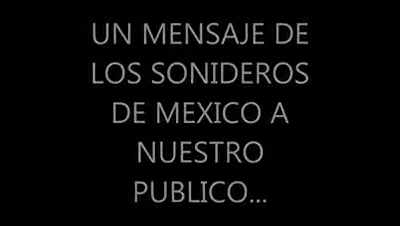 UN MENSAJE DE
LOS SONIDEROS
DE MEXICO A
NUESTRO
PUBLICO...